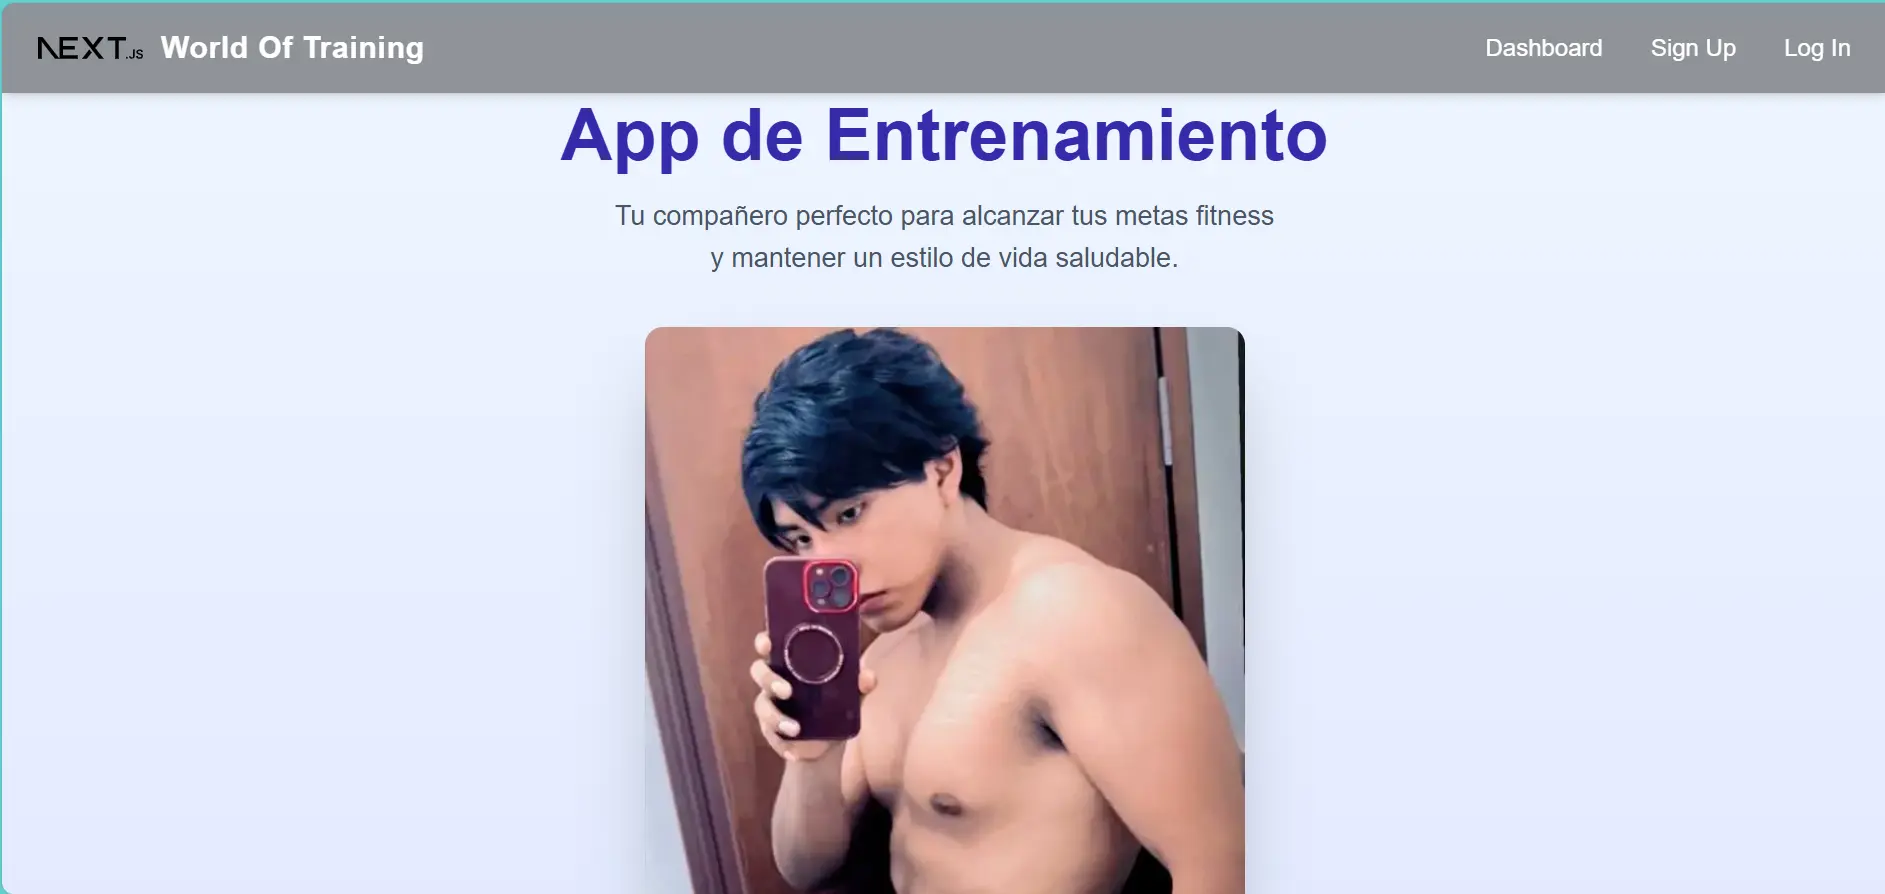 NEXT.JS World Of Training Dashboard Sign Up Log In
App de Entrenamiento
Tu compañero perfecto para alcanzar tus metas fitness
y mantener un estilo de vida saludable.